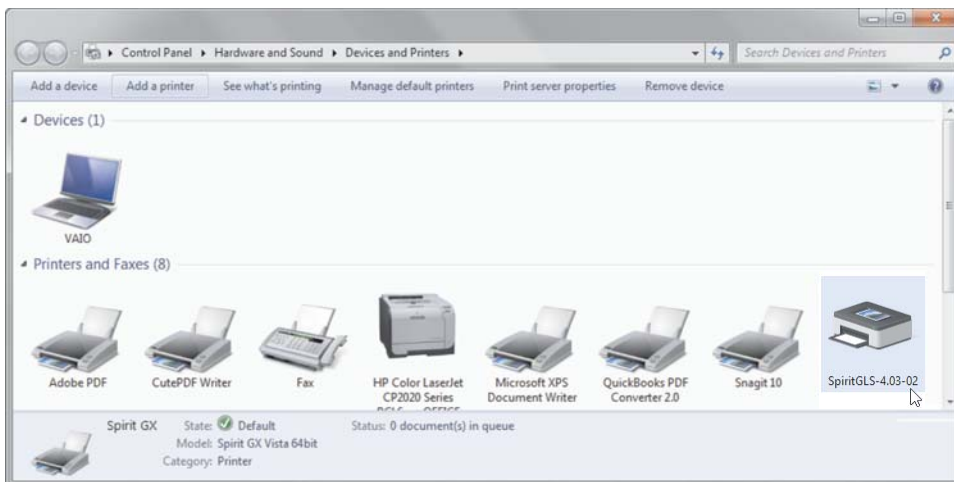 Control Panel ▸ Hardware and Sound ▸ Devices and Printers ▸
Search Devices and Printers
Add a device Add a printer See what's printing Manage default printers Print server properties Remove device
Devices (1)
VAIO
Printers and Faxes (8)
Adobe PDF
CutePDF Writer
Fax
HP Color LaserJet
CP2020 Series
Microsoft XPS
Document Writer
QuickBooks PDF
Converter 2.0
Snagit 10
SpiritGLS-4.03-02
Spirit GX State: Default Status: 0 document(s) in queue
Model: Spirit GX Vista 64bit
Category: Printer